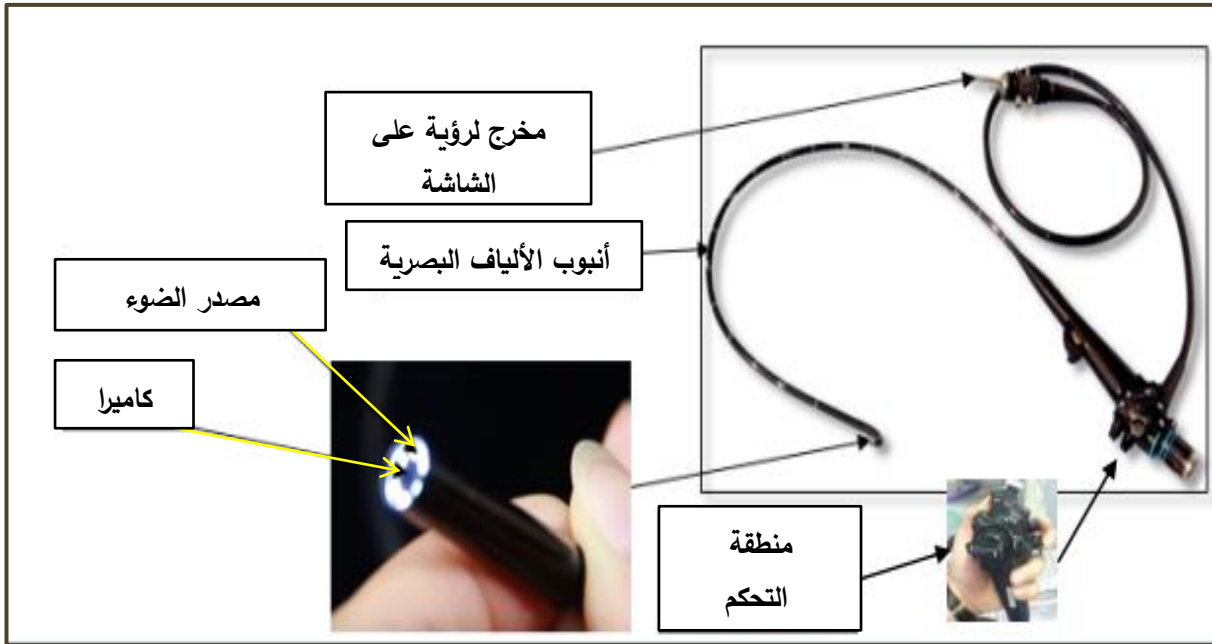 مخرج لرؤية على
الشاشة
أنبوب الألياف البصرية
مصدر الضوء
كاميرا
منطقة
التحكم